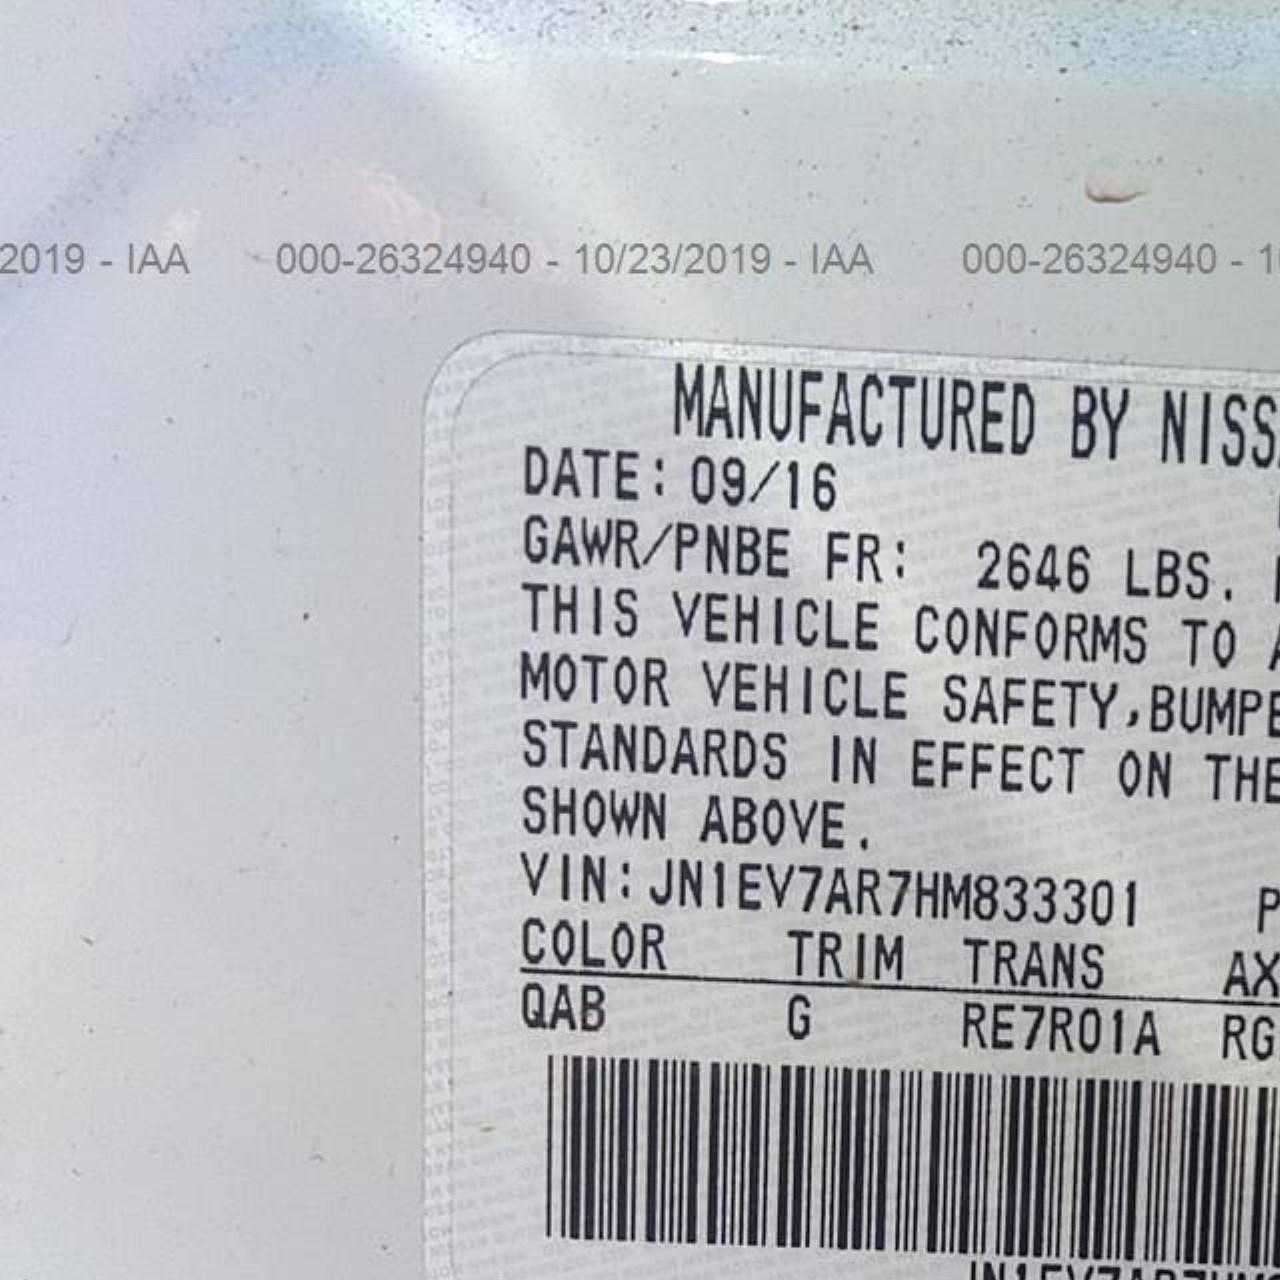 2019 - IAA 000-26324940 - 10/23/2019 - IAA 000-26324940 -
MANUFACTURED BY NISS
DATE: 09/16
GAWR/PNBE FR: 2646 LBS.
THIS VEHICLE CONFORMS TO A
MOTOR VEHICLE SAFETY,BUMPE
STANDARDS IN EFFECT ON THE
SHOWN ABOVE.
VIN:JN1EV7AR7HM833301 P
COLOR TRIM TRANS AX
QAB G RE7R01A RG